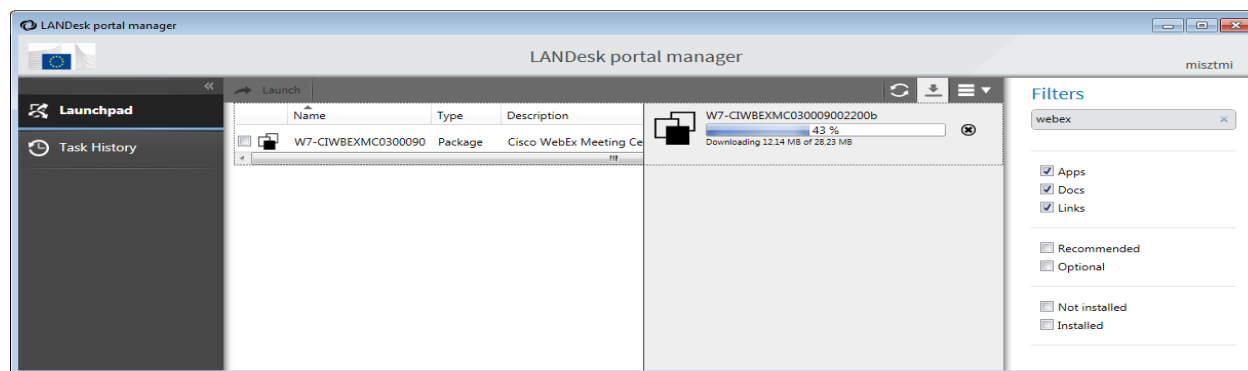 LANDesk portal manager
LANDesk portal manager
misztmi
Launchpad
Task History
Launch
Name Type Description
W7-CIWBEXMC0300090 Package Cisco WebEx Meeting Ce
W7-CIWBEXMC030009002200b
43 %
Downloading 12,14 MB of 28,23 MB
Filters
webex
Apps
Docs
Links
Recommended
Optional
Not installed
Installed